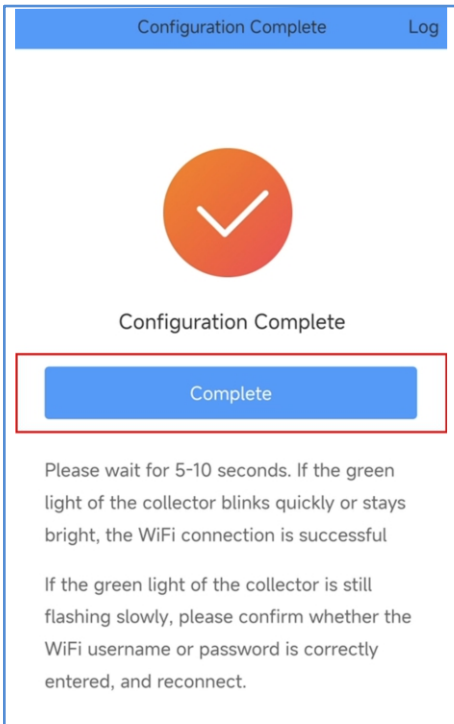 Configuration Complete Log
Configuration Complete
Complete
Please wait for 5-10 seconds. If the green
light of the collector blinks quickly or stays
bright, the WiFi connection is successful
If the green light of the collector is still
flashing slowly, please confirm whether the
WiFi username or password is correctly
entered, and reconnect.